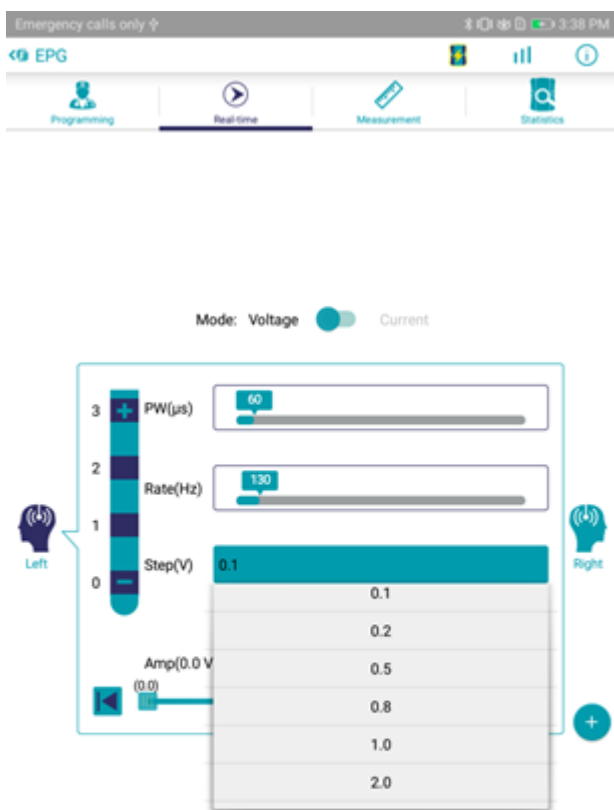 Emergency calls only 3:38 PM
EPG
Programming Real-time Measurement Statistics
Mode: Voltage Current
3 + PW(μs) 60
2
Rate(Hz) 130
1
Left Right
Step(V) 0.1
0 −
0.1
0.2
Amp(0.0 V
0.5
(0.0)
0.8
+
1.0
2.0